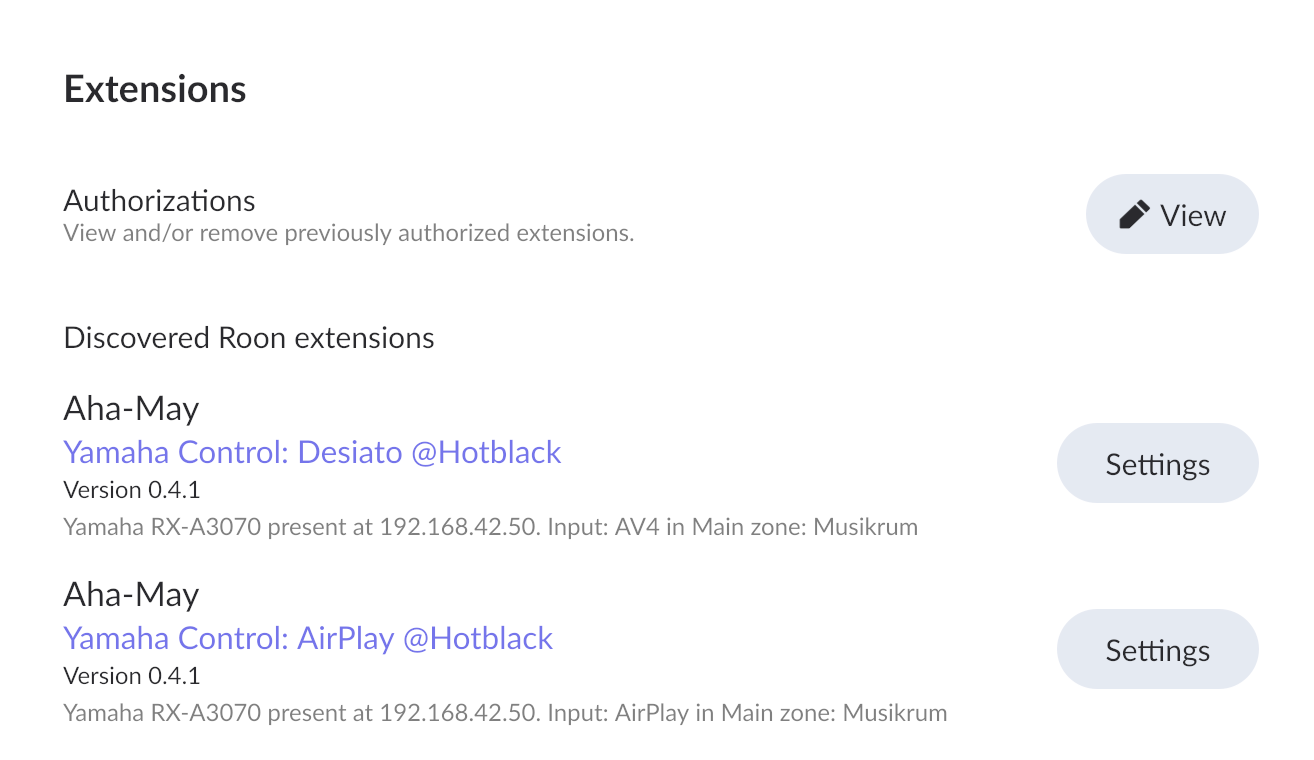 Extensions
Authorizations
View and/or remove previously authorized extensions.
View
Discovered Roon extensions
Aha-May
Yamaha Control: Desiato @Hotblack
Version 0.4.1
Yamaha RX-A3070 present at 192.168.42.50. Input: AV4 in Main zone: Musikrum
Settings
Aha-May
Yamaha Control: AirPlay @Hotblack
Version 0.4.1
Yamaha RX-A3070 present at 192.168.42.50. Input: AirPlay in Main zone: Musikrum
Settings